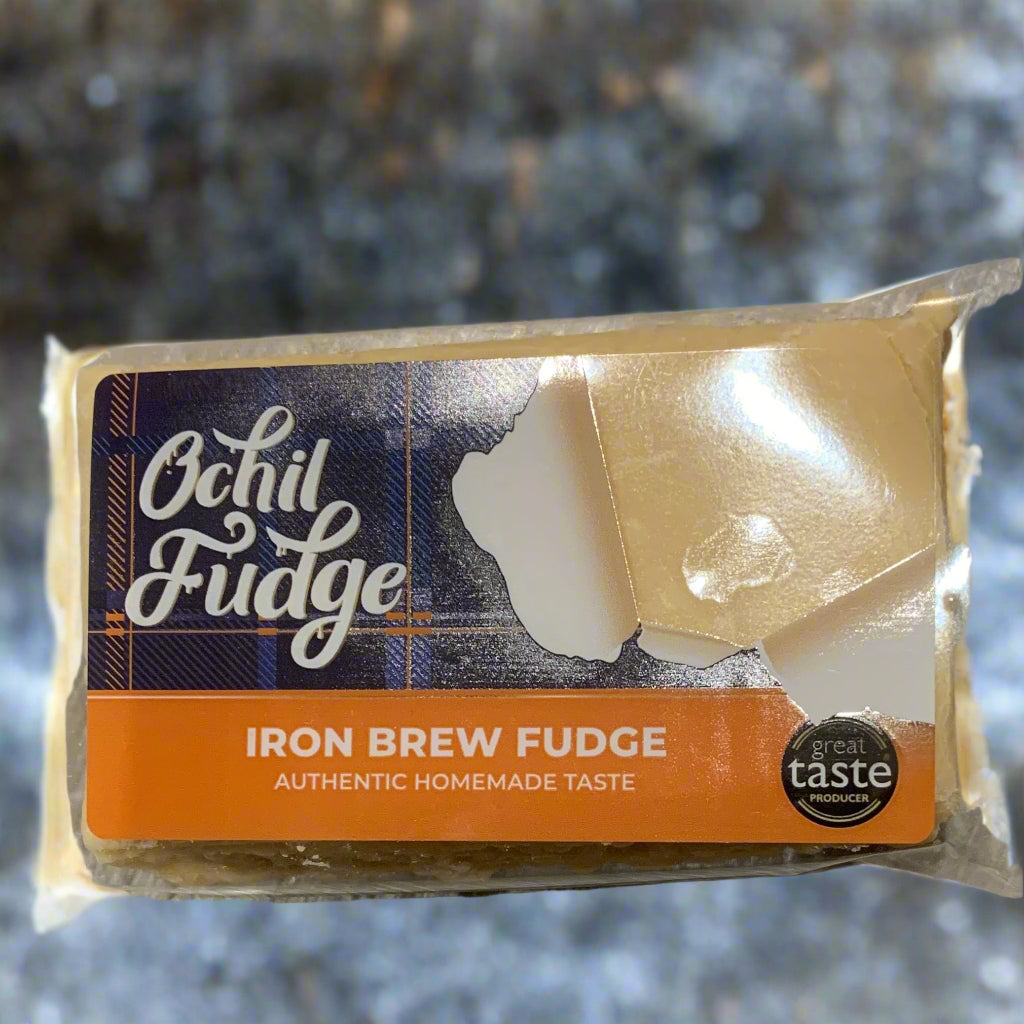 Ochil
Fudge
IRON BREW FUDGE
AUTHENTIC HOMEMADE TASTE
great
taste
PRODUCER